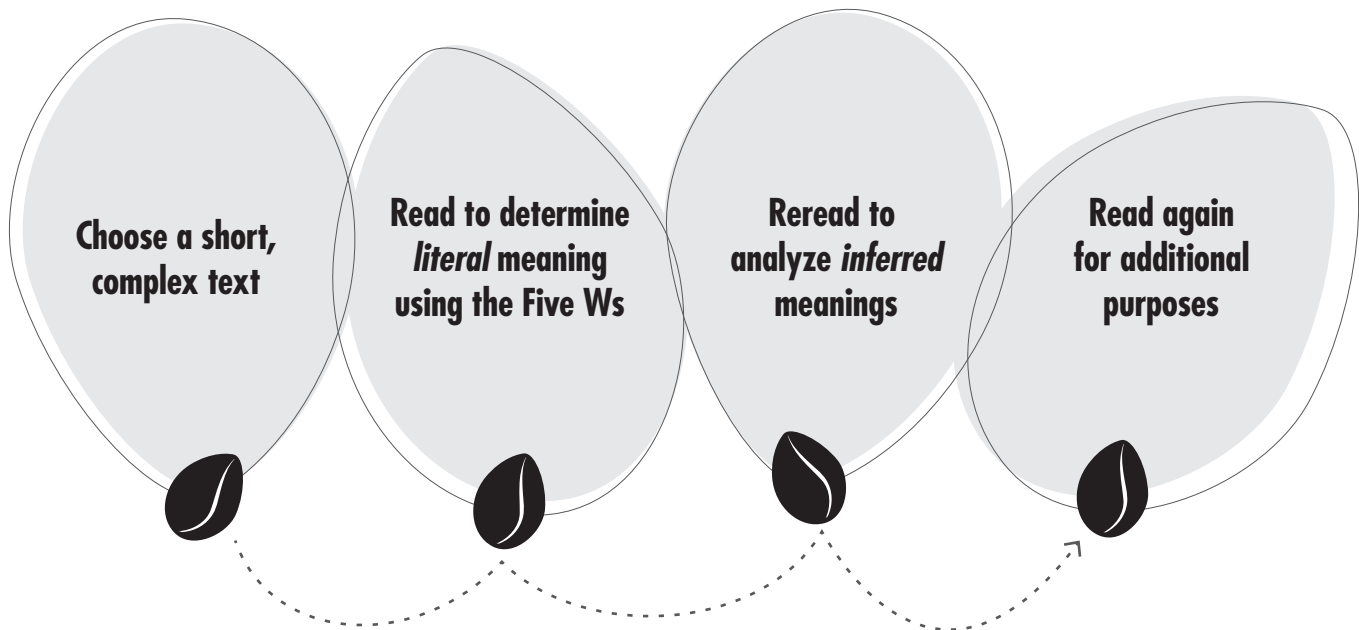 Choose a short,
complex text
Read to determine
literal meaning
using the Five Ws
Reread to
analyze inferred
meanings
Read again
for additional
purposes